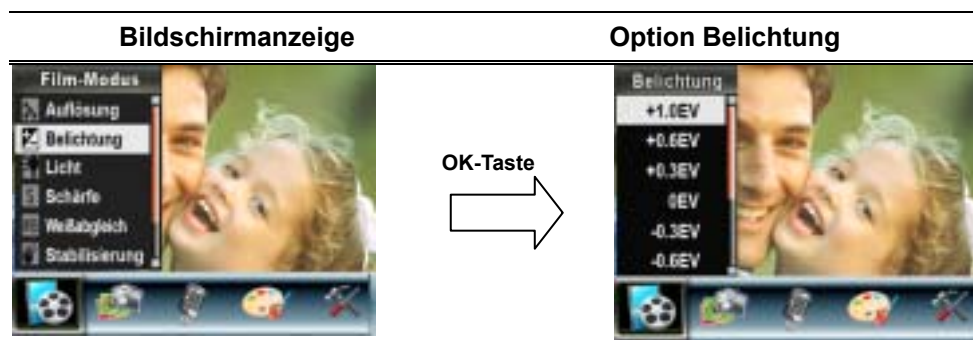 Bildschirmanzeige
Option Belichtung
Film-Modus
Auflösung
Belichtung
Licht
Schärfe
Weißabgleich
Stabilisierung
OK-Taste
Belichtung
+1.0EV
+0.6EV
+0.3EV
0EV
-0.3EV
-0.6EV